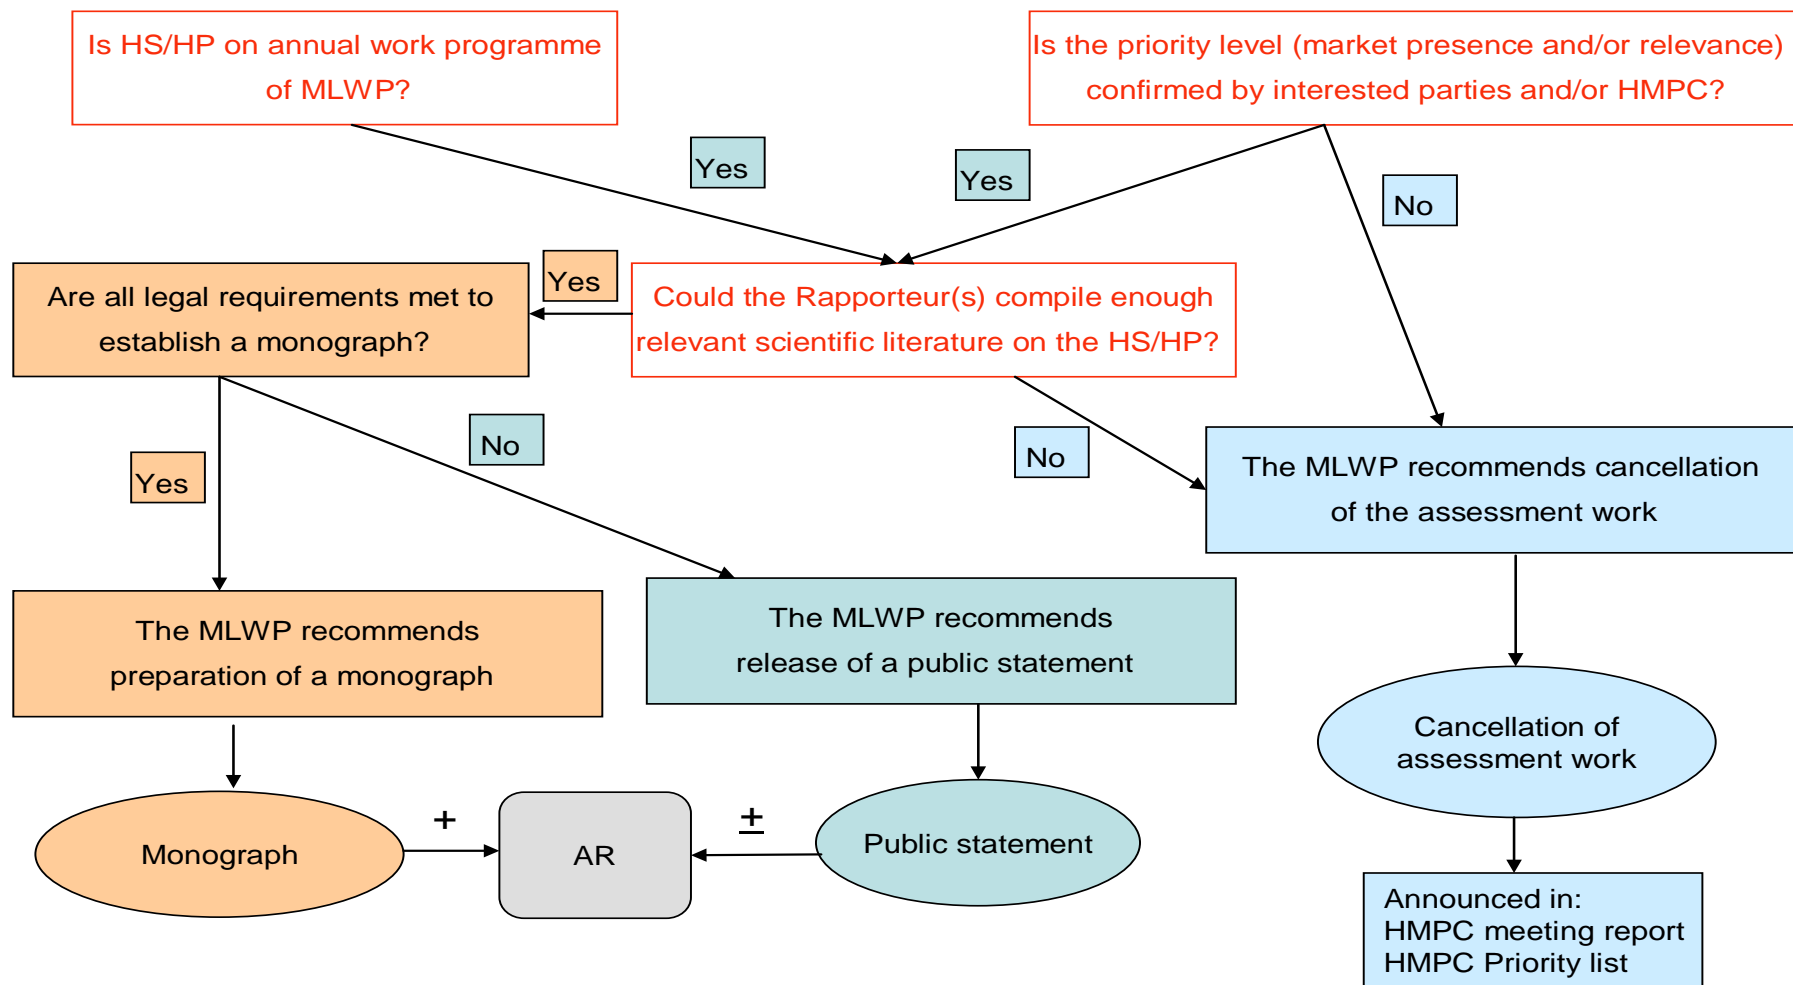 Is HS/HP on annual work programme
of MLWP?
Is the priority level (market presence and/or relevance)
confirmed by interested parties and/or HMPC?
Yes
Yes
No
Yes
Are all legal requirements met to
establish a monograph?
Could the Rapporteur(s) compile enough
relevant scientific literature on the HS/HP?
Yes
No
No
The MLWP recommends cancellation
of the assessment work
The MLWP recommends
preparation of a monograph
The MLWP recommends
release of a public statement
Cancellation of
assessment work
Monograph
+
AR
±
Public statement
Announced in:
HMPC meeting report
HMPC Priority list